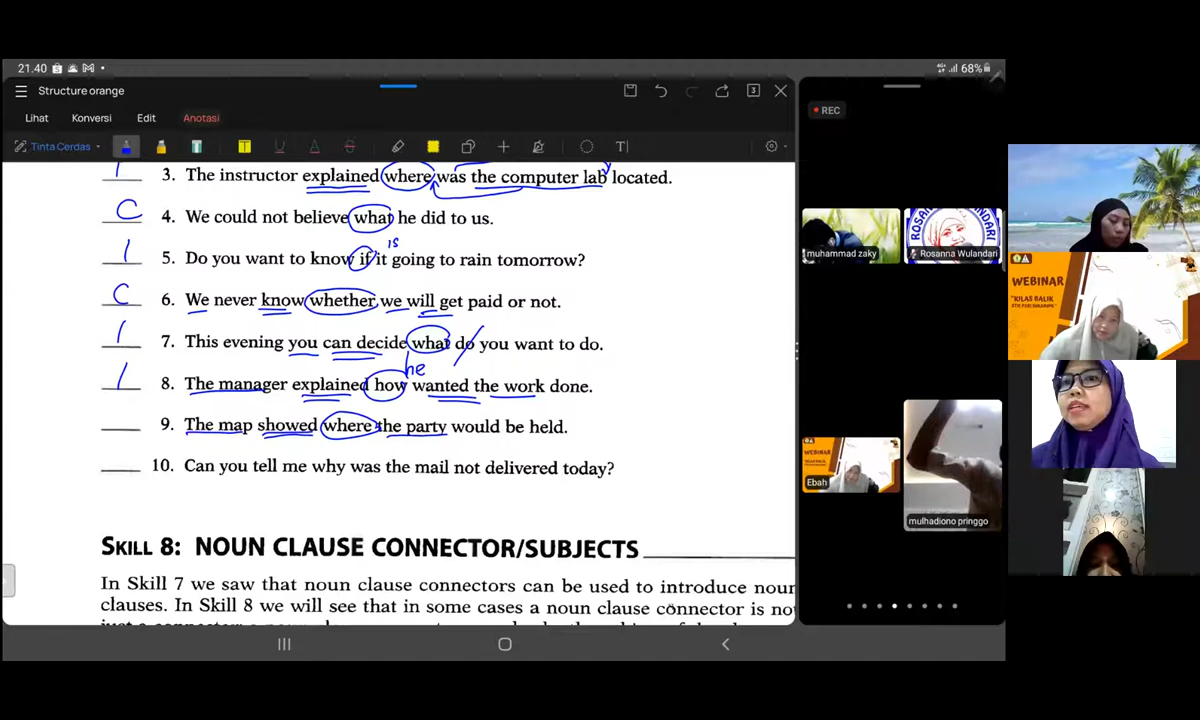 21.40
68%
Structure orange
3
Lihat Konversi Edit Anotasi
Tinta Cerdas
REC
I 3. The instructor explained where was the computer lab located.
C 4. We could not believe what he did to us.
is
I 5. Do you want to know if it going to rain tomorrow?
C 6. We never know whether we will get paid or not.
I 7. This evening you can decide what do you want to do.
he
I 8. The manager explained how wanted the work done.
9. The map showed where the party would be held.
10. Can you tell me why was the mail not delivered today?
SKILL 8: NOUN CLAUSE CONNECTOR/SUBJECTS
In Skill 7 we saw that noun clause connectors can be used to introduce noun
clauses. In Skill 8 we will see that in some cases a noun clause connector is no
muhammad zaky
Rosanna Wulandari
WEBINAR
Ebah
mulhadiono pringgo
WEBINAR
"KILAS BALIK